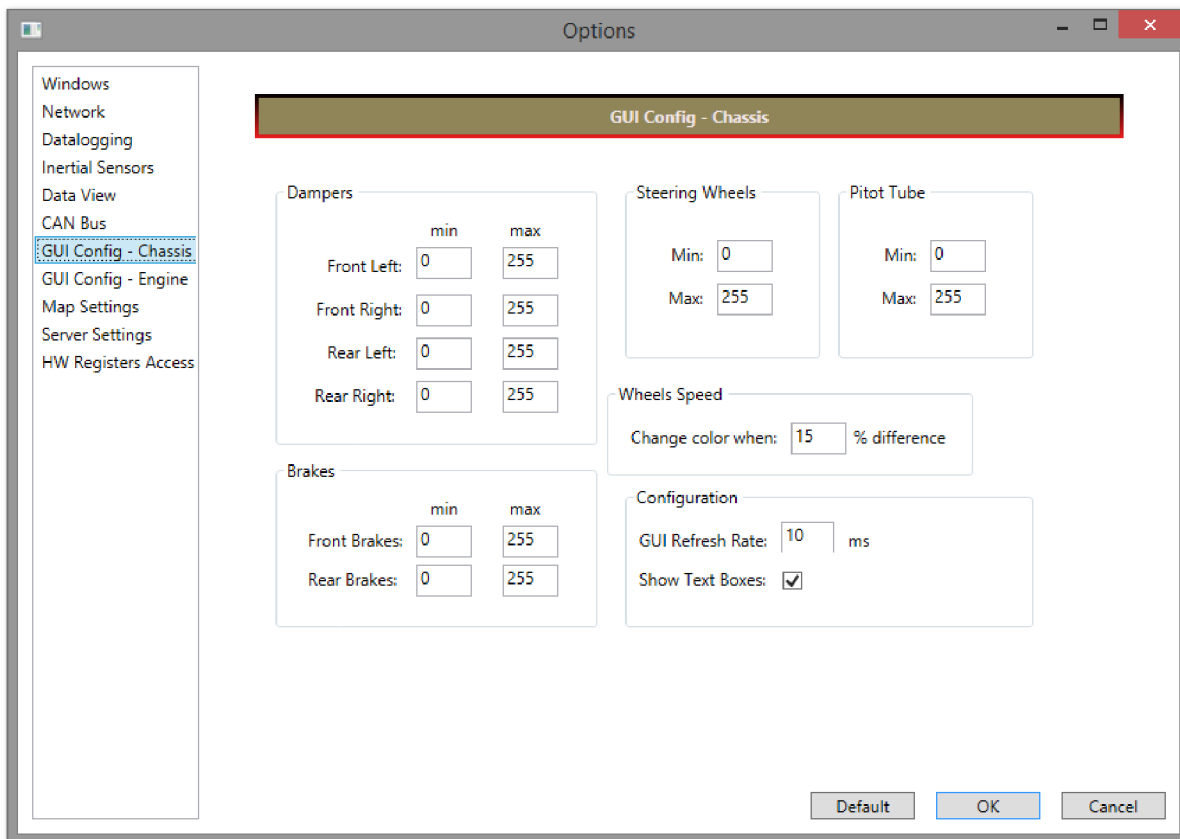 Options
Windows
Network
Datalogging
Inertial Sensors
Data View
CAN Bus
GUI Config - Chassis
GUI Config - Engine
Map Settings
Server Settings
HW Registers Access
GUI Config - Chassis
Dampers
min max
Front Left: 0 255
Front Right: 0 255
Rear Left: 0 255
Rear Right: 0 255
Brakes
min max
Front Brakes: 0 255
Rear Brakes: 0 255
Steering Wheels
Min: 0
Max: 255
Pitot Tube
Min: 0
Max: 255
Wheels Speed
Change color when: 15 % difference
Configuration
GUI Refresh Rate: 10 ms
Show Text Boxes:
Default OK Cancel